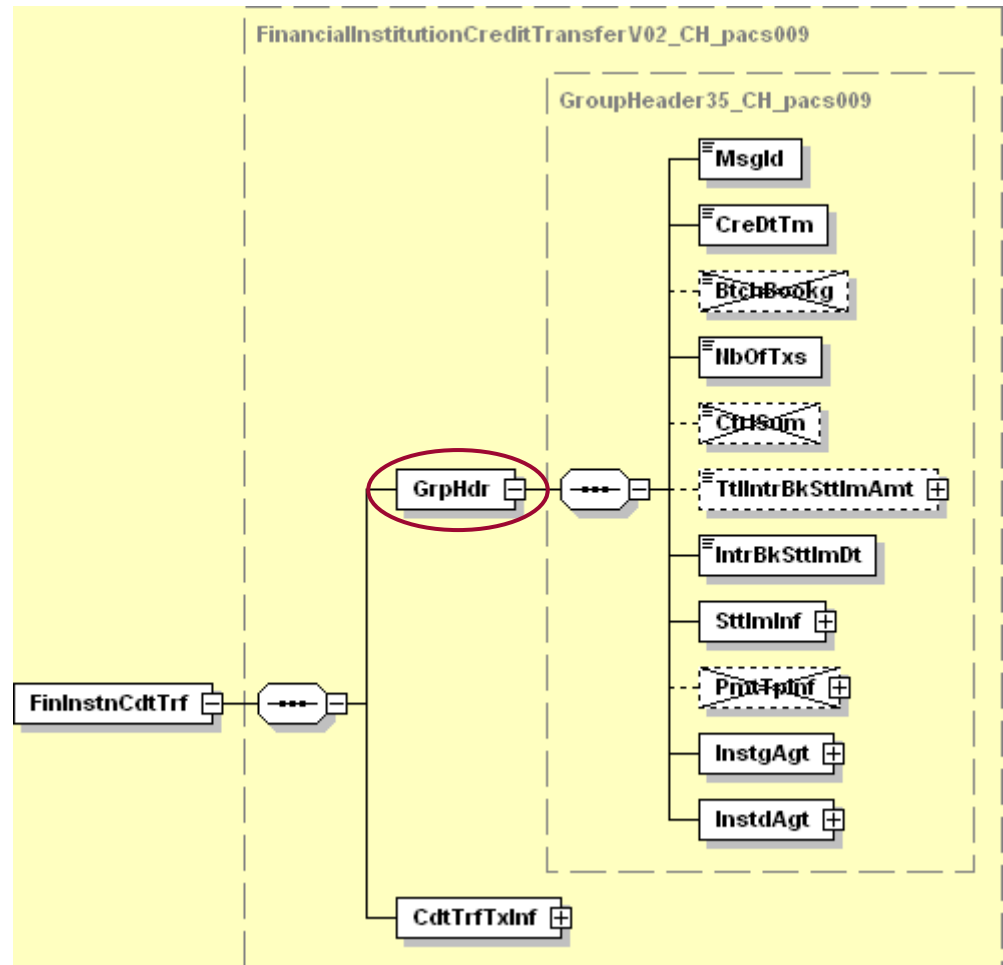 FinancialInstitutionCreditTransferV02_CH_pacs009
GroupHeader35_CH_pacs009
MsgId
CreDtTm
BtchBookg
NbOfTxs
CtrlSum
TtlIntrBkSttlmAmt
GrpHdr
IntrBkSttlmDt
SttlmInf
PmtTpInf
FinInstnCdtTrf
InstgAgt
InstdAgt
CdtTrfTxInf